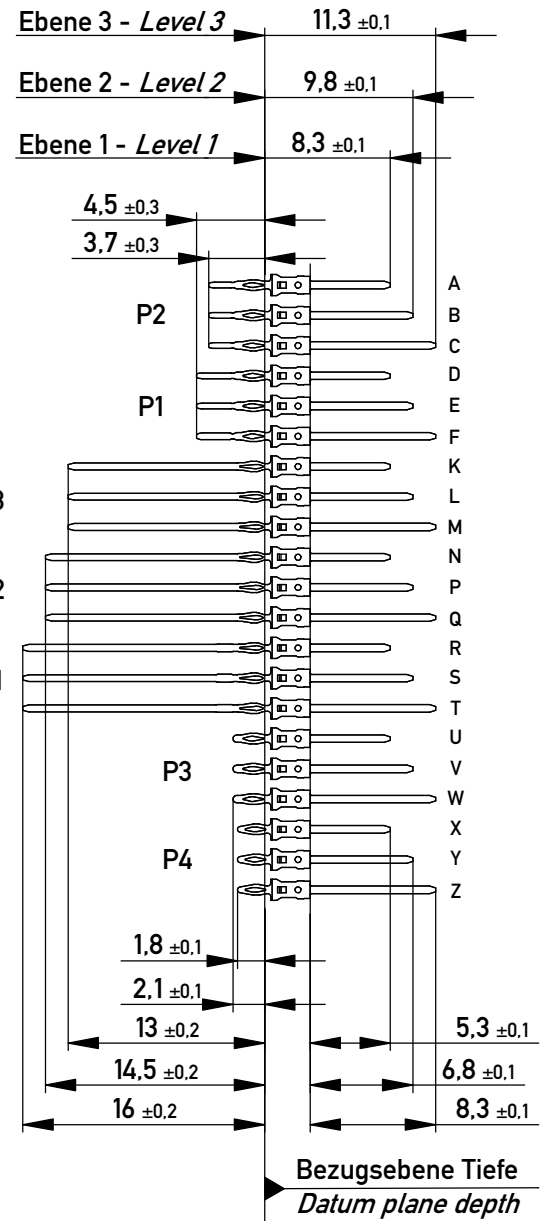 Ebene 3 - Level 3 11,3 ±0,1
Ebene 2 - Level 2 9,8 ±0,1
Ebene 1 - Level 1 8,3 ±0,1
4,5 ±0,3
3,7 ±0,3
A
P2 B
C
D
P1 E
F
K
3 L
M
N
2 P
Q
R
1 S
T
U
P3 V
W
X
P4 Y
Z
1,8 ±0,1
2,1 ±0,1
13 ±0,2 5,3 ±0,1
14,5 ±0,2 6,8 ±0,1
16 ±0,2 8,3 ±0,1
Bezugsebene Tiefe
Datum plane depth